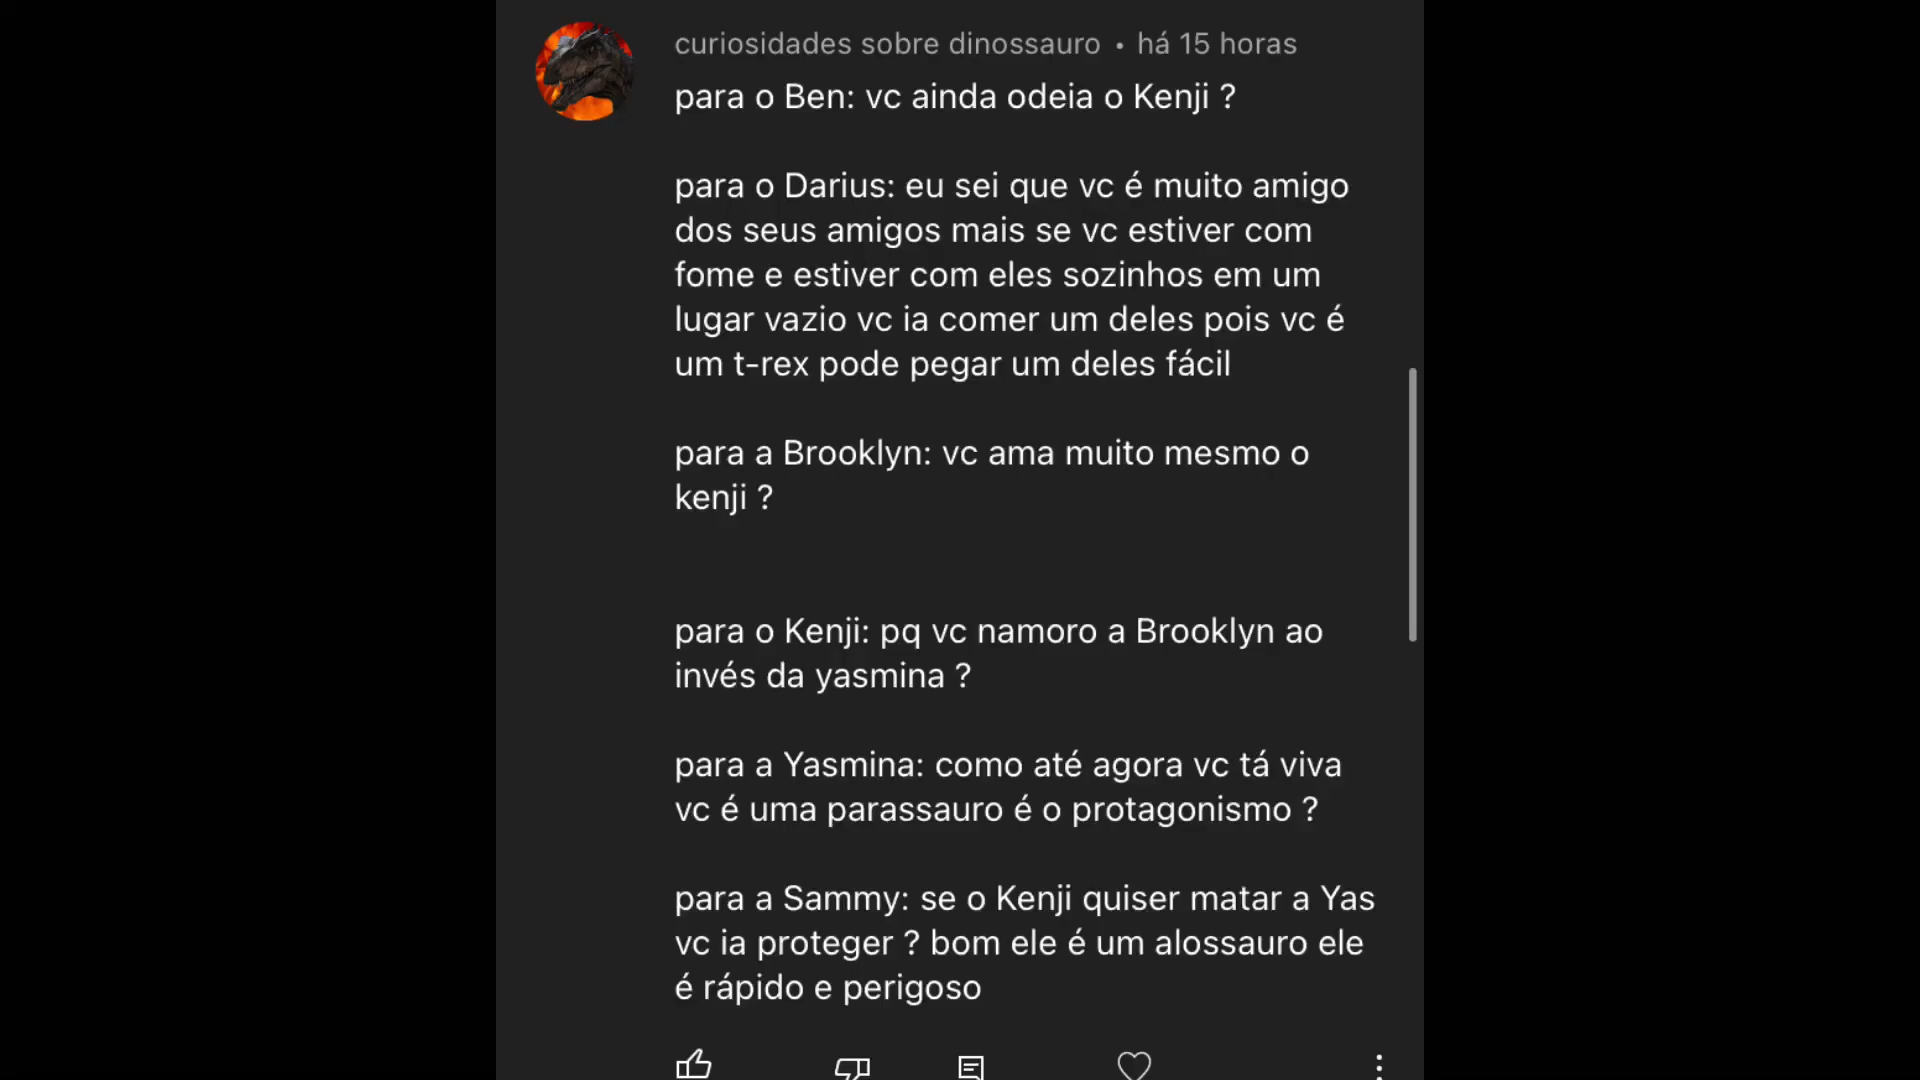 curiosidades sobre dinossauro • há 15 horas
para o Ben: vc ainda odeia o Kenji ?
para o Darius: eu sei que vc é muito amigo
dos seus amigos mais se vc estiver com
fome e estiver com eles sozinhos em um
lugar vazio vc ia comer um deles pois vc é
um t-rex pode pegar um deles fácil
para a Brooklyn: vc ama muito mesmo o
kenji ?
para o Kenji: pq vc namoro a Brooklyn ao
invés da yasmina ?
para a Yasmina: como até agora vc tá viva
vc é uma parassauro é o protagonismo ?
para a Sammy: se o Kenji quiser matar a Yas
vc ia proteger ? bom ele é um alossauro ele
é rápido e perigoso